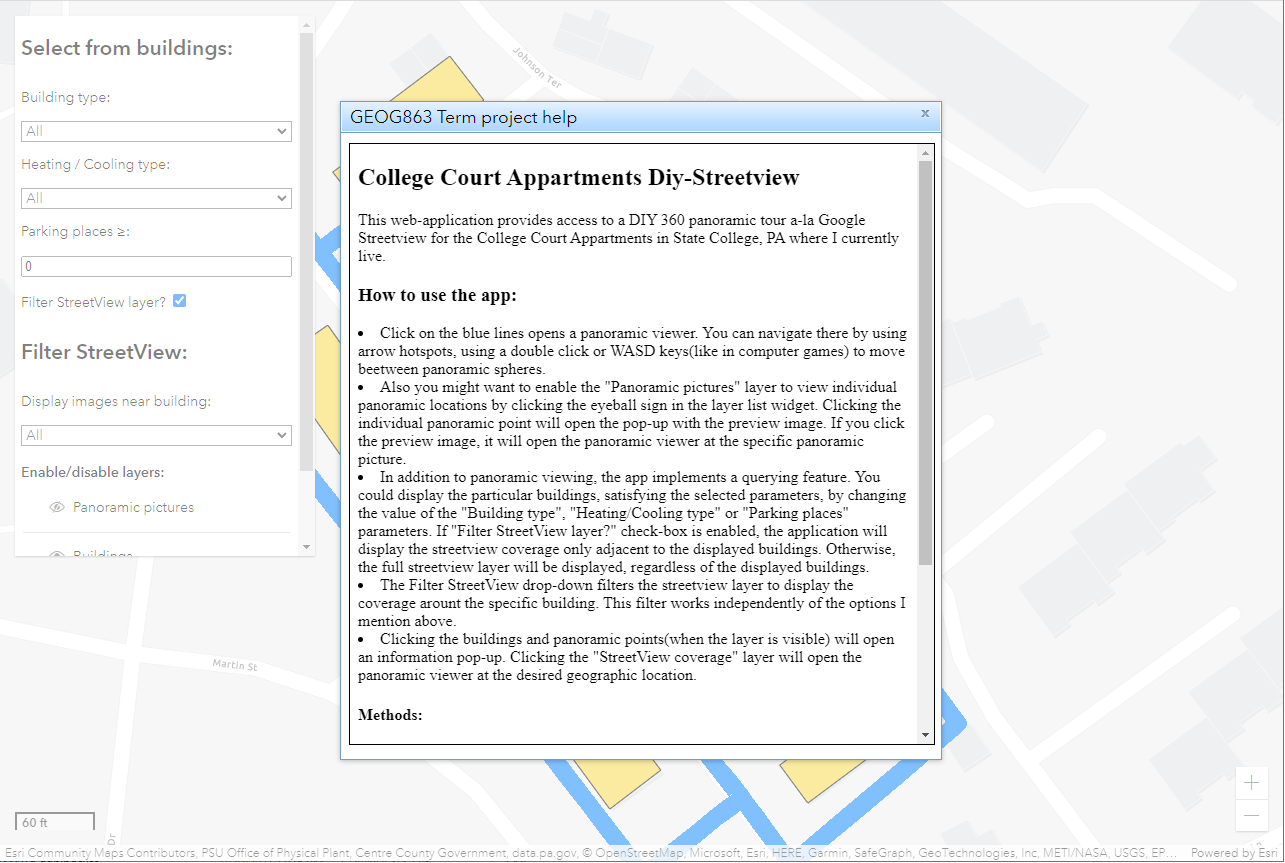 Select from buildings:
Building type:
All
Heating / Cooling type:
All
Parking places ≥:
0
Filter StreetView layer?
Filter StreetView:
Display images near building:
All
Enable/disable layers:
Panoramic pictures
Buildings
Johnson Ter
GEOG863 Term project help
x
College Court Appartments Diy-Streetview
This web-application provides access to a DIY 360 panoramic tour a-la Google
Streetview for the College Court Appartments in State College, PA where I currently
live.
How to use the app:
• Click on the blue lines opens a panoramic viewer. You can navigate there by using
arrow hotspots, using a double click or WASD keys(like in computer games) to move
beetween panoramic spheres.
• Also you might want to enable the "Panoramic pictures" layer to view individual
panoramic locations by clicking the eyeball sign in the layer list widget. Clicking the
individual panoramic point will open the pop-up with the preview image. If you click
the preview image, it will open the panoramic viewer at the specific panoramic
picture.
• In addition to panoramic viewing, the app implements a querying feature. You
could display the particular buildings, satisfying the selected parameters, by changing
the value of the "Building type", "Heating/Cooling type" or "Parking places"
parameters. If "Filter StreetView layer?" check-box is enabled, the application will
display the streetview coverage only adjacent to the displayed buildings. Otherwise,
the full streetview layer will be displayed, regardless of the displayed buildings.
• The Filter StreetView drop-down filters the streetview layer to display the
coverage arount the specific building. This filter works independently of the options I
mention above.
• Clicking the buildings and panoramic points(when the layer is visible) will open
an information pop-up. Clicking the "StreetView coverage" layer will open the
panoramic viewer at the desired geographic location.
Methods:
Martin St
60 ft
Dr
+
−
Esri Community Maps Contributors, PSU Office of Physical Plant, Centre County Government, data.pa.gov, © OpenStreetMap, Microsoft, Esri, HERE, Garmin, SafeGraph, GeoTechnologies, Inc, METI/NASA, USGS, EP...
Powered by Esri